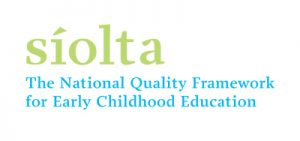 síolta
The National Quality Framework
for Early Childhood Education